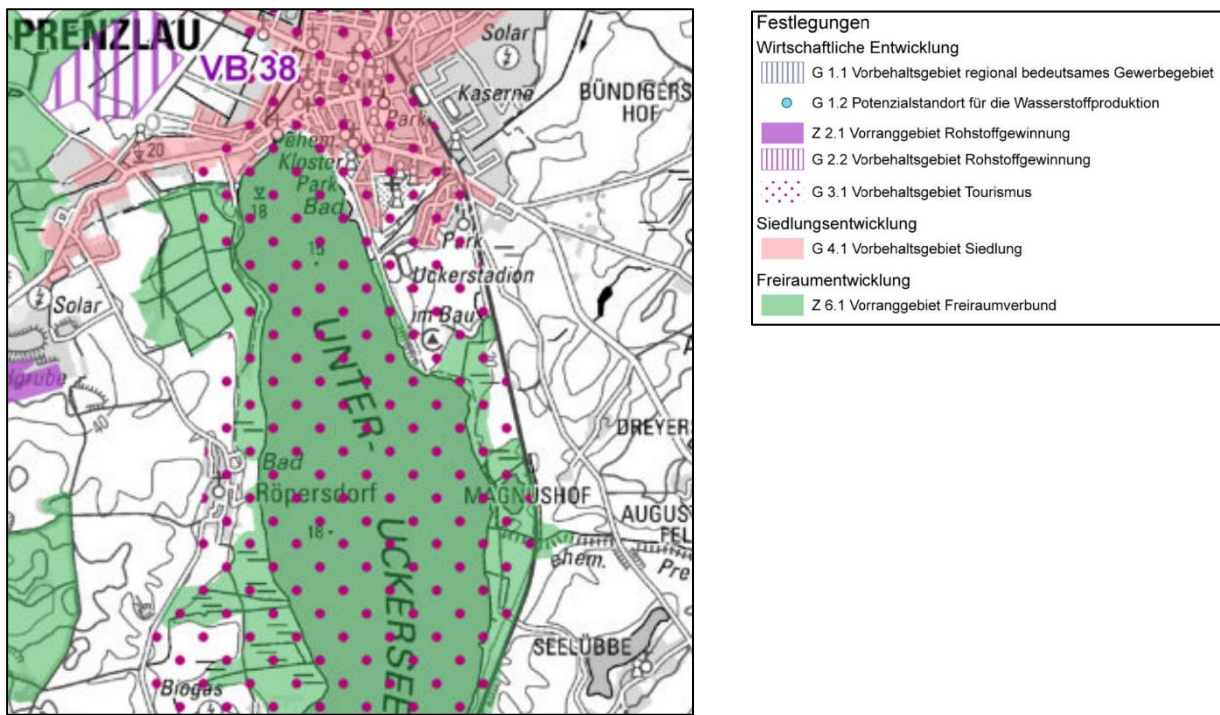 PRENZLAU
VB 38
Solar
Kaserne
BÜNDIGERS
HOF
Park
20
ehem.
Kloster
Park
Bad
18
15
Park
Uckerstadion
im Bau
Solar
UNTER-
20
40
DREYER
Bad
Röpersdorf
MAGNUSHOF
18
AUGUS
FEL
ehem.
Pre
UCKERSEE
SEELÜBBE
Biogas
Festlegungen
Wirtschaftliche Entwicklung
G 1.1 Vorbehaltsgebiet regional bedeutsames Gewerbegebiet
G 1.2 Potenzialstandort für die Wasserstoffproduktion
Z 2.1 Vorranggebiet Rohstoffgewinnung
G 2.2 Vorbehaltsgebiet Rohstoffgewinnung
G 3.1 Vorbehaltsgebiet Tourismus
Siedlungsentwicklung
G 4.1 Vorbehaltsgebiet Siedlung
Freiraumentwicklung
Z 6.1 Vorranggebiet Freiraumverbund